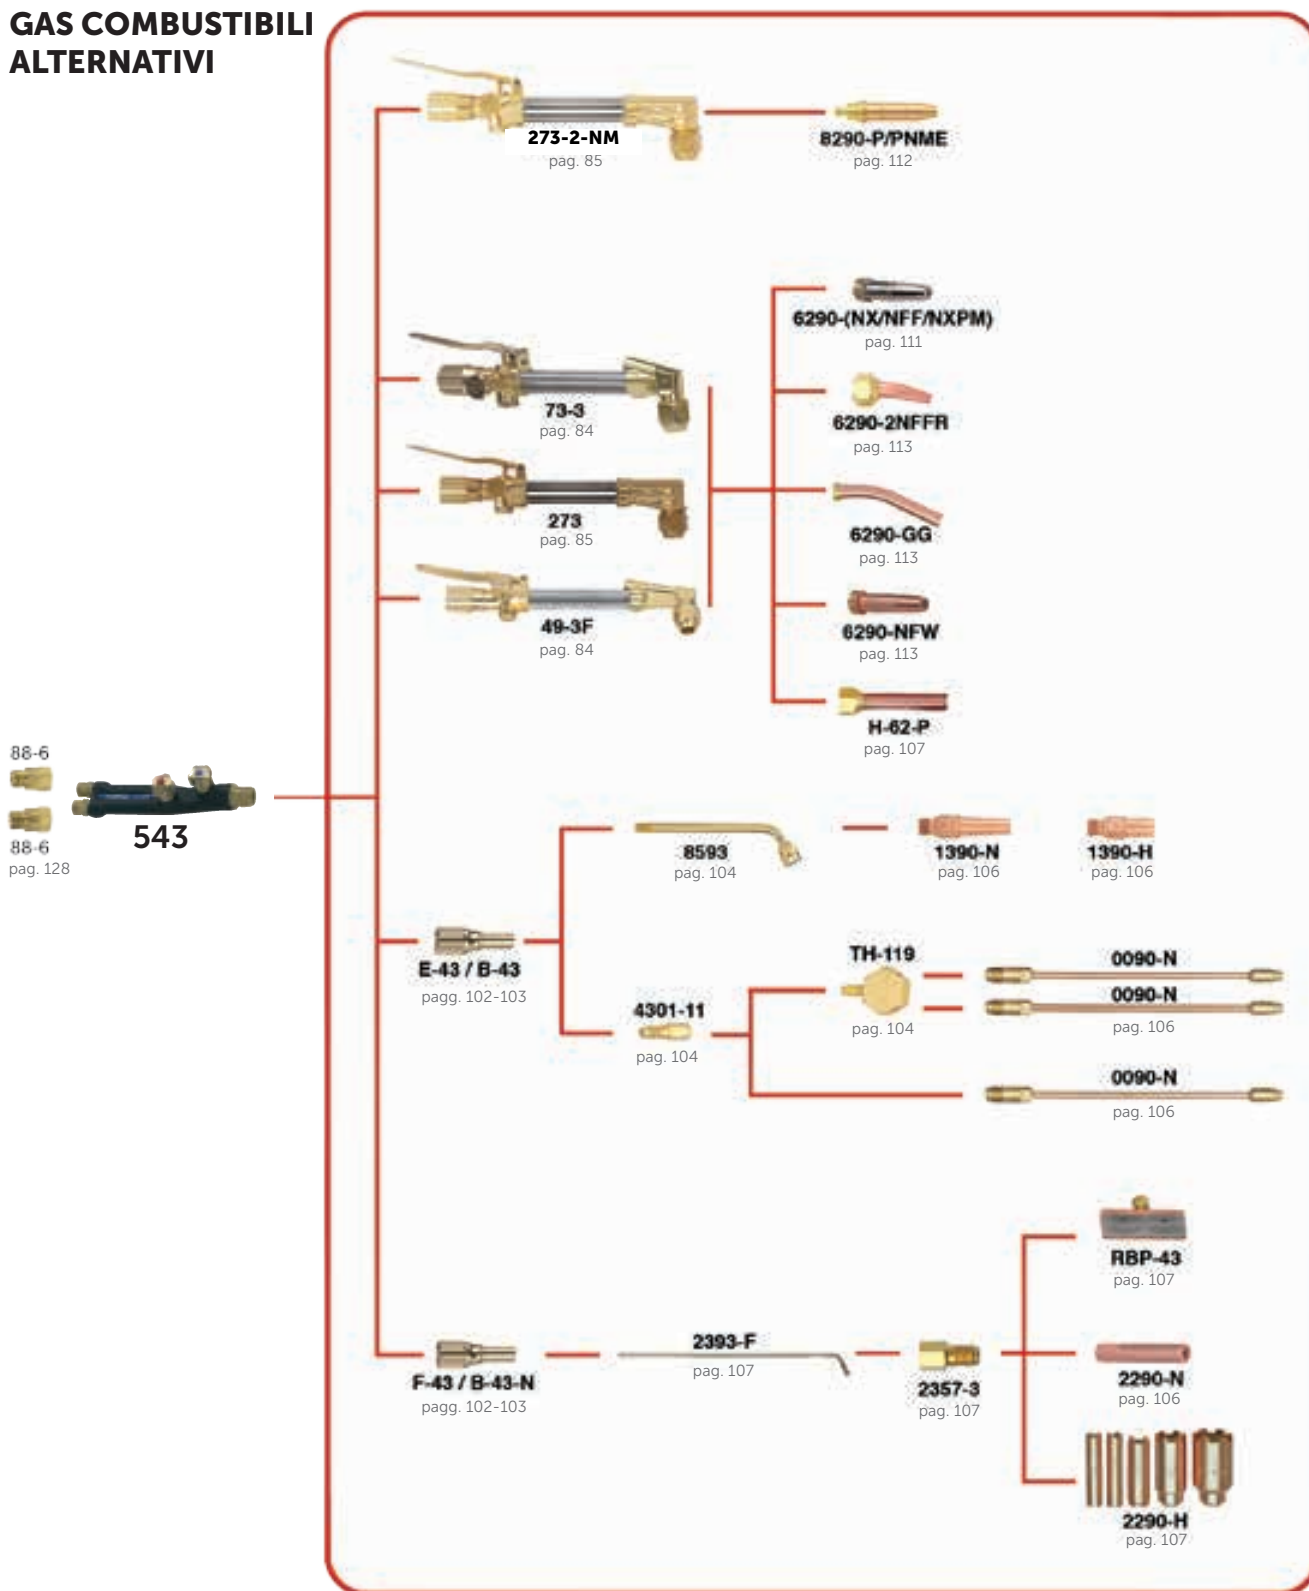 GAS COMBUSTIBILI
ALTERNATIVI
273-2-NM
pag. 85
8290-P/PNME
pag. 112
6290-(NX/NFF/NXPM)
pag. 111
73-3
pag. 84
6290-2NFFR
pag. 113
273
pag. 85
6290-GG
pag. 113
49-3F
pag. 84
6290-NFW
pag. 113
H-62-P
pag. 107
88-6
543
88-6
pag. 128
8593
pag. 104
1390-N
pag. 106
1390-H
pag. 106
E-43 / B-43
pagg. 102-103
TH-119
pag. 104
0090-N
0090-N
pag. 106
4301-11
pag. 104
0090-N
pag. 106
RBP-43
pag. 107
F-43 / B-43-N
pagg. 102-103
2393-F
pag. 107
2357-3
pag. 107
2290-N
pag. 106
2290-H
pag. 107